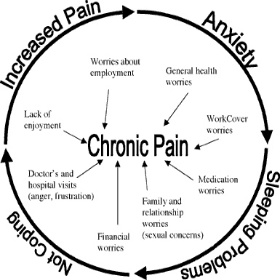 Increased Pain
Anxiety
Worries about
employment
General health
worries
Lack of
enjoyment
WorkCover
worries
Chronic Pain
Doctor's and
hospital visits
(anger, frustration)
Medication
worries
Family and
relationship
worries
(sexual concerns)
Financial
worries
Sleeping Problems
Not Coping